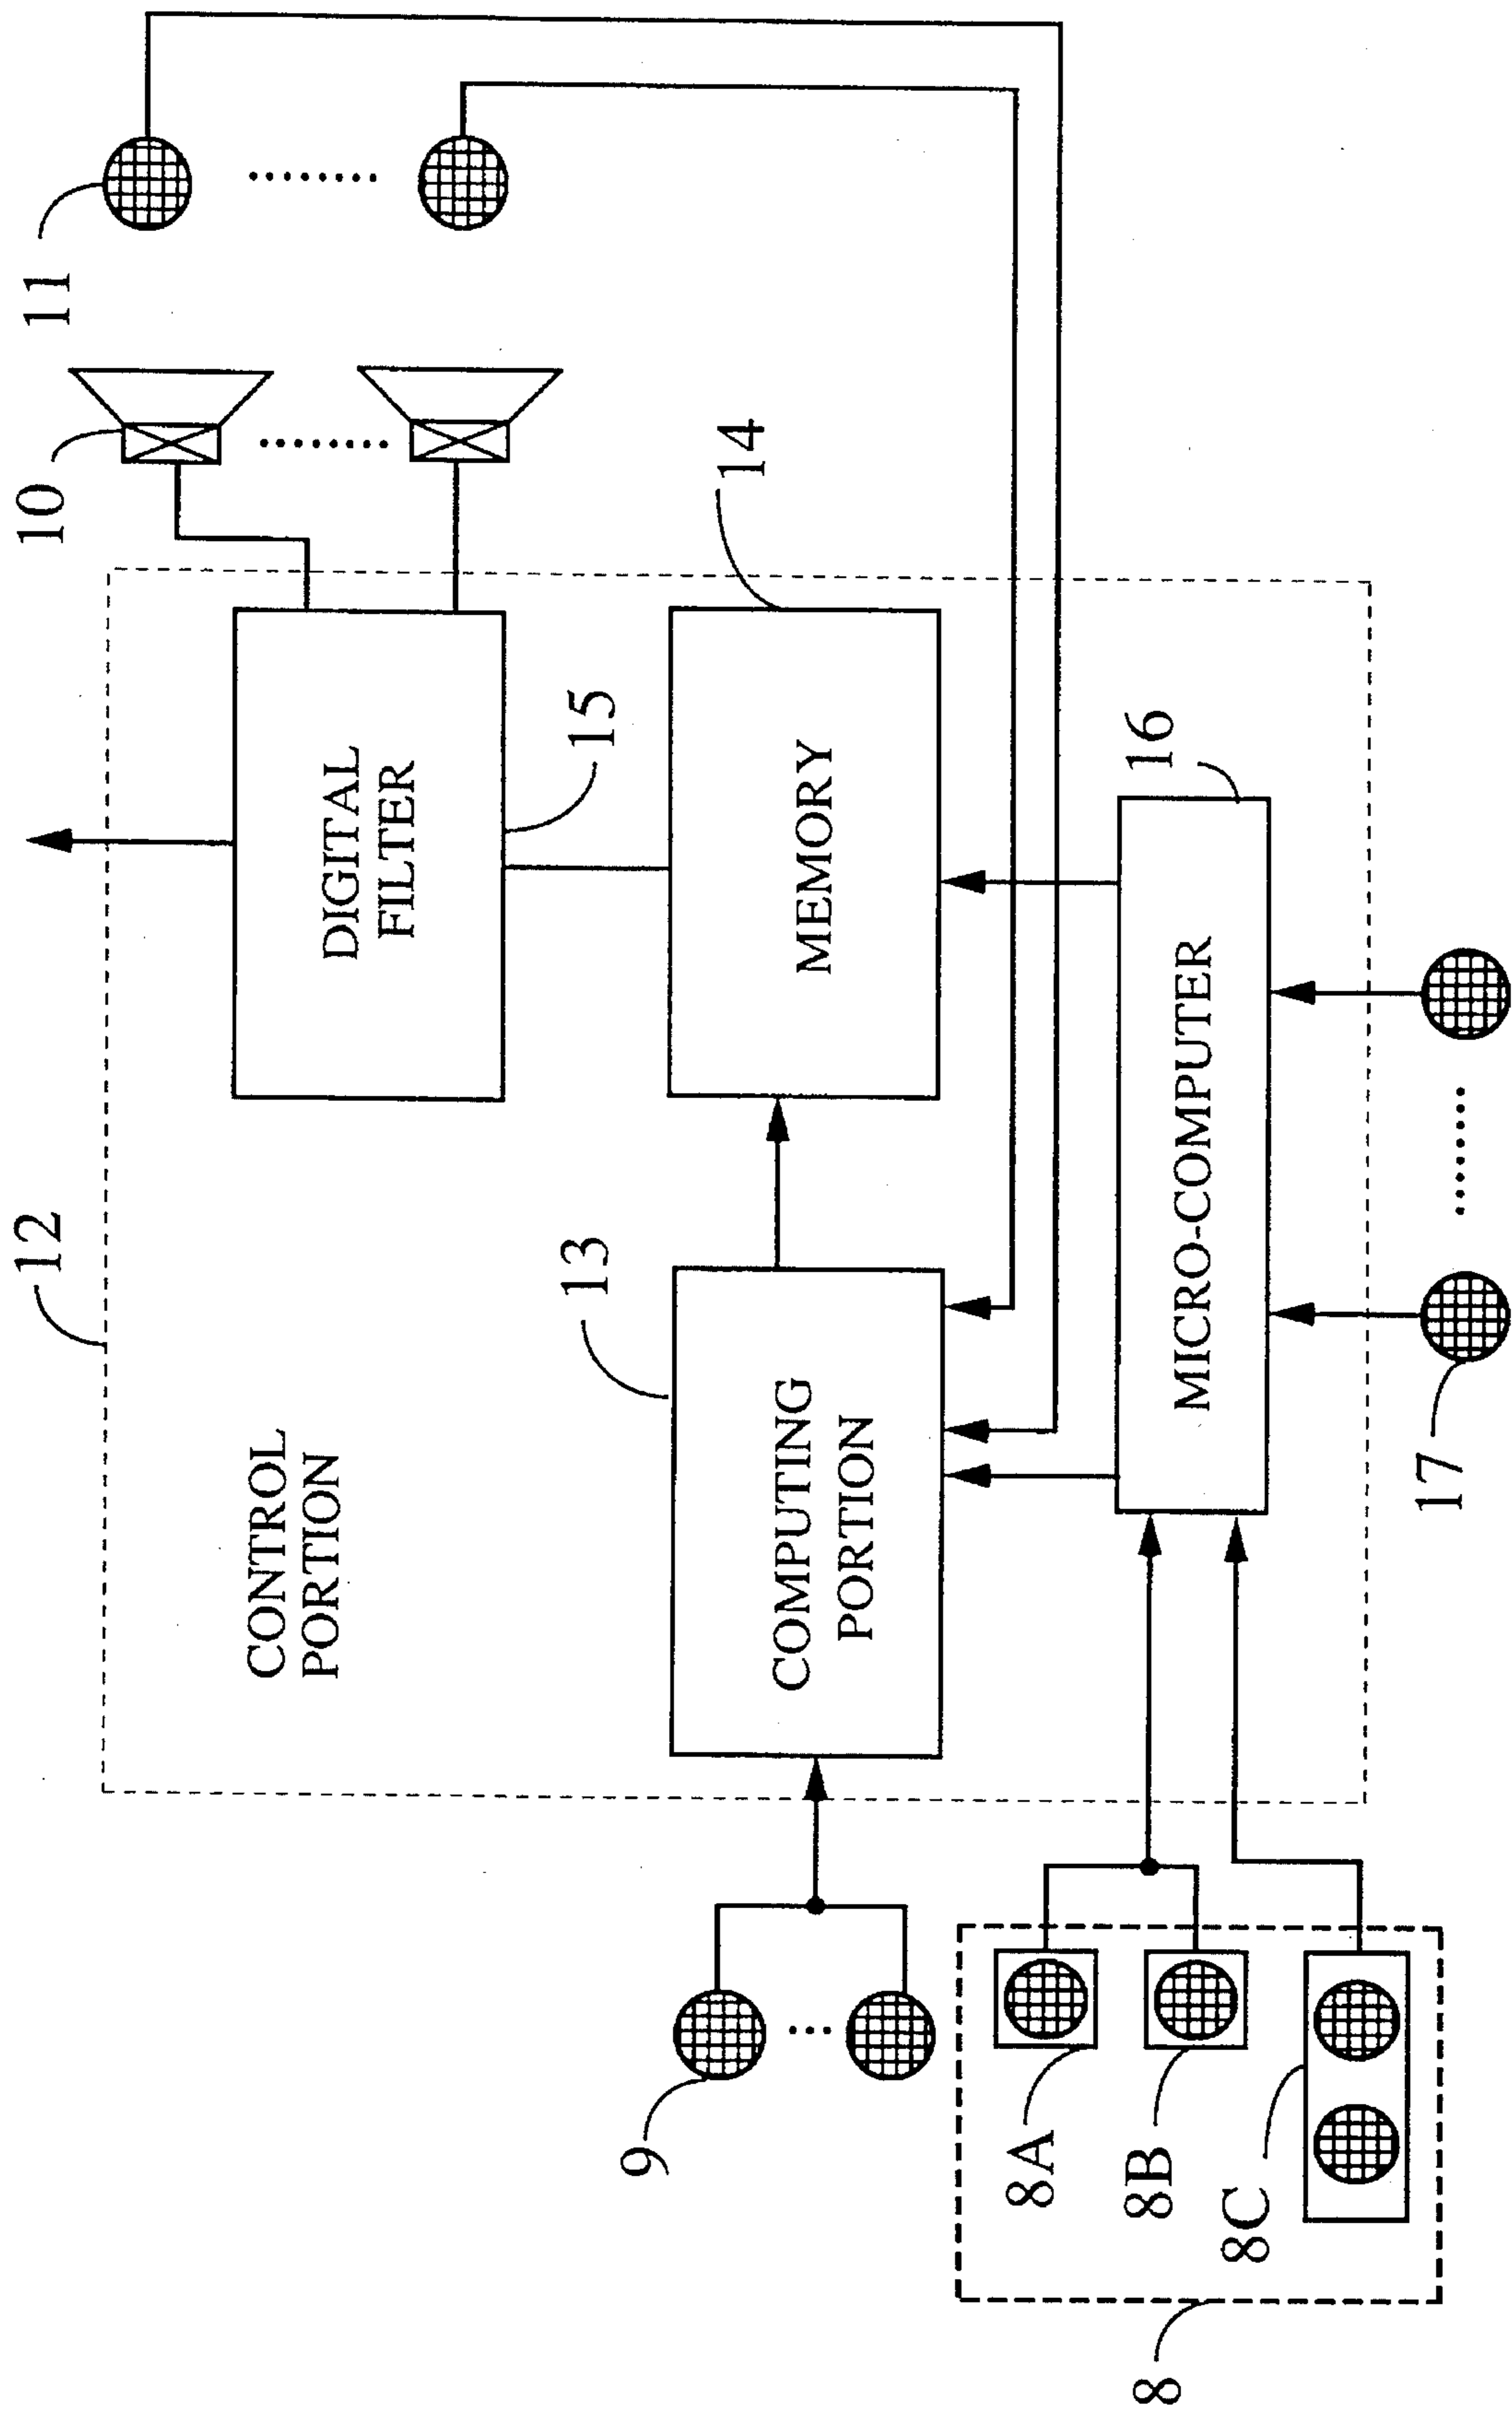 12
CONTROL
PORTION
DIGITAL
FILTER
15
10
11
9
13
COMPUTING
PORTION
MEMORY
14
8
8A
8B
8C
MICRO-COMPUTER
16
17